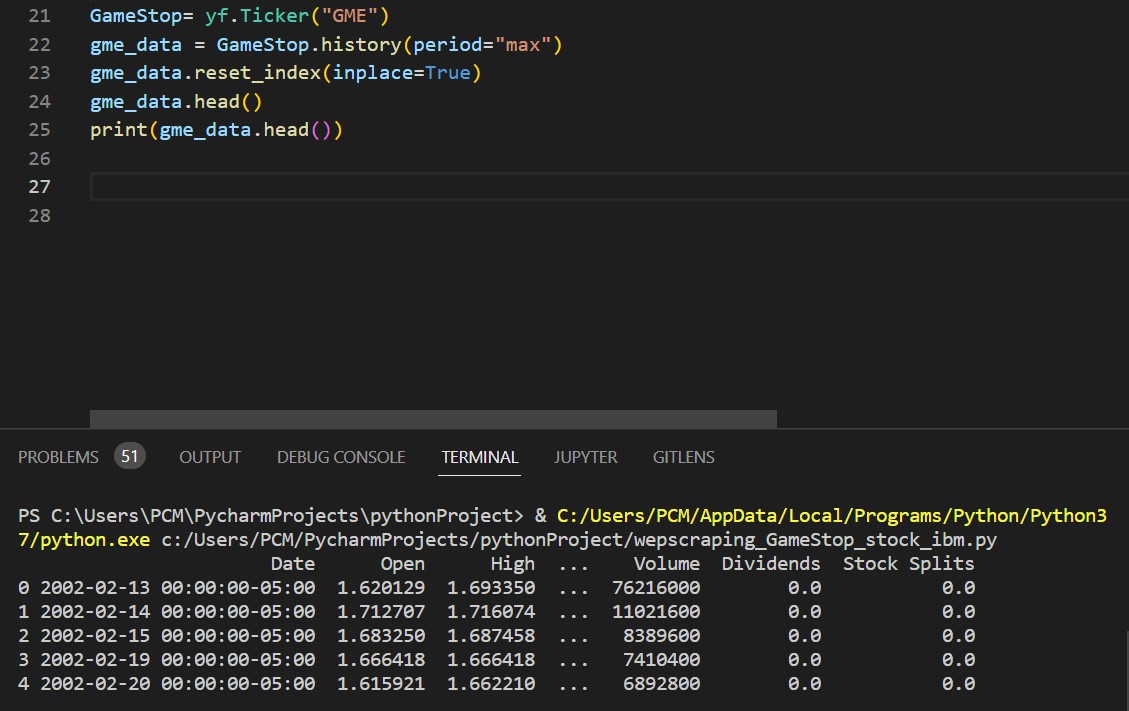 21 GameStop= yf.Ticker("GME")
22 gme_data = GameStop.history(period="max")
23 gme_data.reset_index(inplace=True)
24 gme_data.head()
25 print(gme_data.head())
26
27
28
PROBLEMS 51 OUTPUT DEBUG CONSOLE TERMINAL JUPYTER GITLENS
PS C:\Users\PCM\PycharmProjects\pythonProject> & C:/Users/PCM/AppData/Local/Programs/Python/Python3
7/python.exe c:/Users/PCM/PycharmProjects/pythonProject/wepscraping_GameStop_stock_ibm.py
Date Open High ... Volume Dividends Stock Splits
0 2002-02-13 00:00:00-05:00 1.620129 1.693350 ... 76216000 0.0 0.0
1 2002-02-14 00:00:00-05:00 1.712707 1.716074 ... 11021600 0.0 0.0
2 2002-02-15 00:00:00-05:00 1.683250 1.687458 ... 8389600 0.0 0.0
3 2002-02-19 00:00:00-05:00 1.666418 1.666418 ... 7410400 0.0 0.0
4 2002-02-20 00:00:00-05:00 1.615921 1.662210 ... 6892800 0.0 0.0